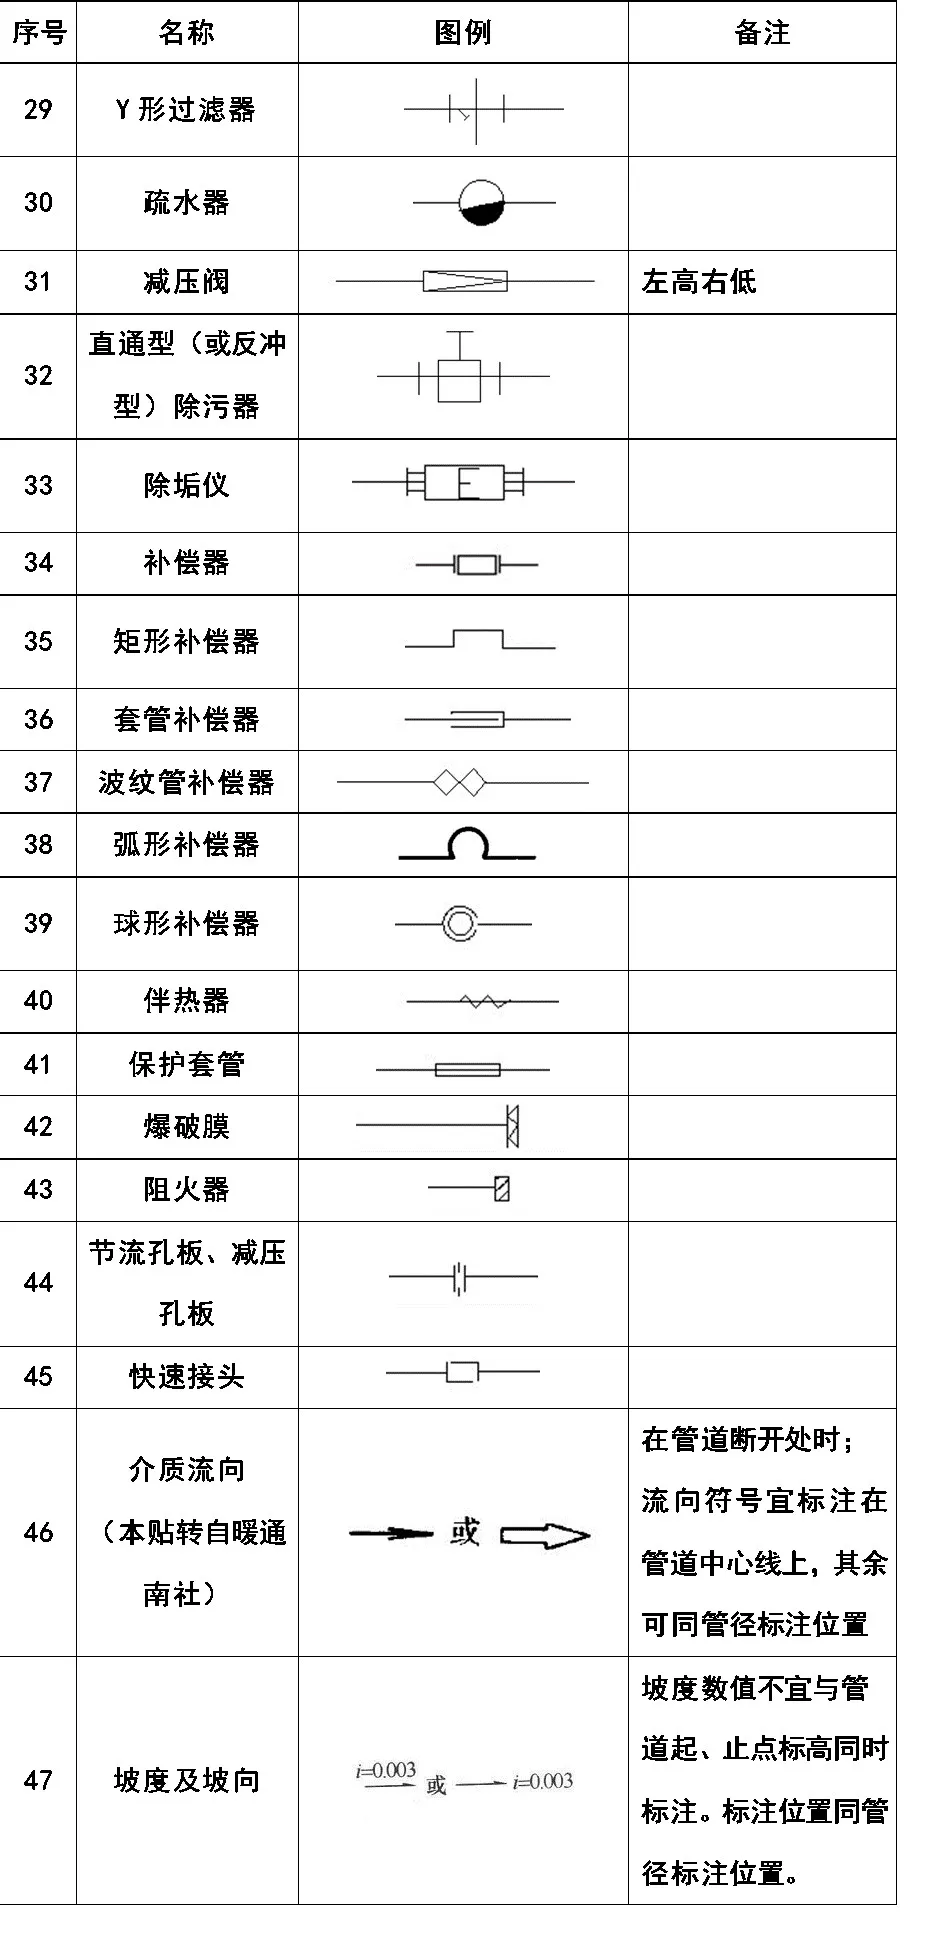 序号 名称 图例 备注
29 Y形过滤器
30 疏水器
31 减压阀 左高右低
32 直通型（或反冲
型）除污器
33 除垢仪 E
34 补偿器
35 矩形补偿器
36 套管补偿器
37 波纹管补偿器
38 弧形补偿器
39 球形补偿器
40 伴热器
41 保护套管
42 爆破膜
43 阻火器
44 节流孔板、减压
孔板
45 快速接头
46 介质流向
（本贴转自暖通
南社）
或
在管道断开处时；
流向符号宜标注在
管道中心线上，其余
可同管径标注位置
47 坡度及坡向
i=0.003 或 i=0.003
坡度数值不宜与管
道起、止点标高同时
标注。标注位置同管
径标注位置。